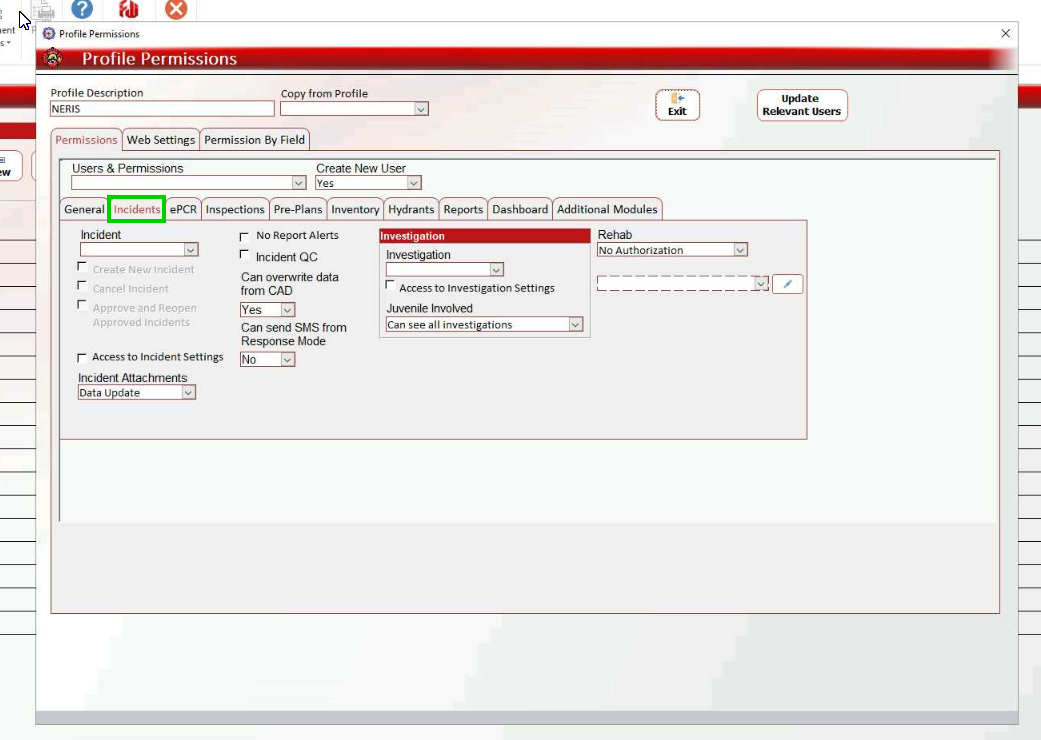 ent
s
Profile Permissions
Profile Permissions
Profile Description
Copy from Profile
NERIS
Exit
Update
Relevant Users
Permissions
Web Settings
Permission By Field
ew
Users & Permissions
Create New User
Yes
General
Incidents
ePCR
Inspections
Pre-Plans
Inventory
Hydrants
Reports
Dashboard
Additional Modules
Incident
Create New Incident
Cancel Incident
Approve and Reopen
Approved Incidents
Access to Incident Settings
Incident Attachments
Data Update
No Report Alerts
Incident QC
Can overwrite data
from CAD
Yes
Can send SMS from
Response Mode
No
Investigation
Investigation
Access to Investigation Settings
Juvenile Involved
Can see all investigations
Rehab
No Authorization